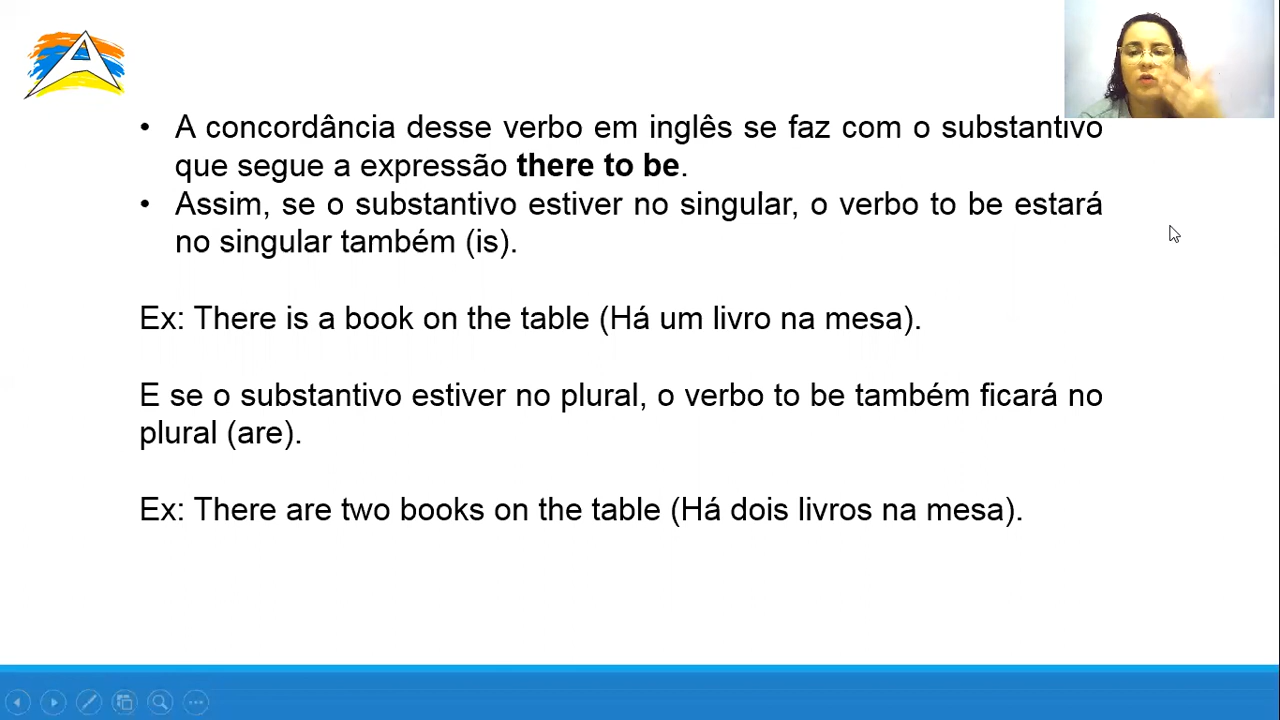 • A concordância desse verbo em inglês se faz com o substantivo
que segue a expressão there to be.
• Assim, se o substantivo estiver no singular, o verbo to be estará
no singular também (is).
Ex: There is a book on the table (Há um livro na mesa).
E se o substantivo estiver no plural, o verbo to be também ficará no
plural (are).
Ex: There are two books on the table (Há dois livros na mesa).